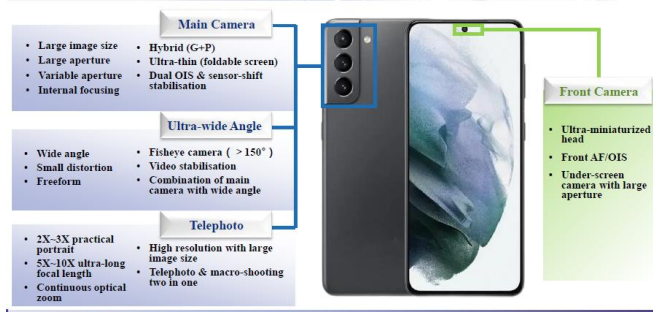 Main Camera
• Large image size
• Large aperture
• Variable aperture
• Internal focusing
• Hybrid (G+P)
• Ultra-thin (foldable screen)
• Dual OIS & sensor-shift
stabilisation
Ultra-wide Angle
• Wide angle
• Small distortion
• Freeform
• Fisheye camera ( >150° )
• Video stabilisation
• Combination of main
camera with wide angle
Telephoto
• 2X~3X practical
portrait
• 5X~10X ultra-long
focal length
• Continuous optical
zoom
• High resolution with large
image size
• Telephoto & macro-shooting
two in one
Front Camera
• Ultra-miniaturized
head
• Front AF/OIS
• Under-screen
camera with large
aperture